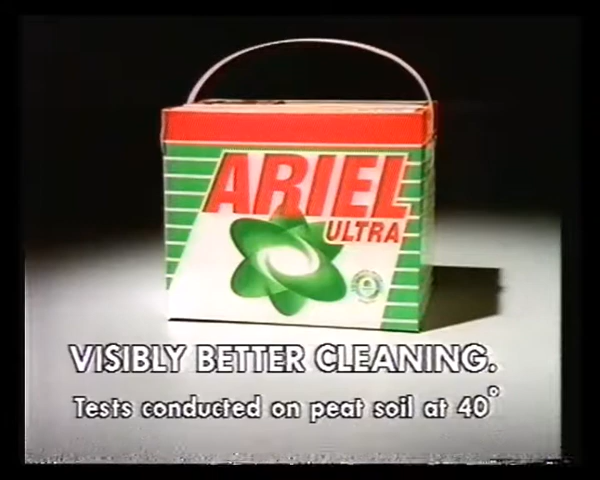 ARIEL
ULTRA
VISIBLY BETTER CLEANING.
Tests conducted on peat soil at 40°